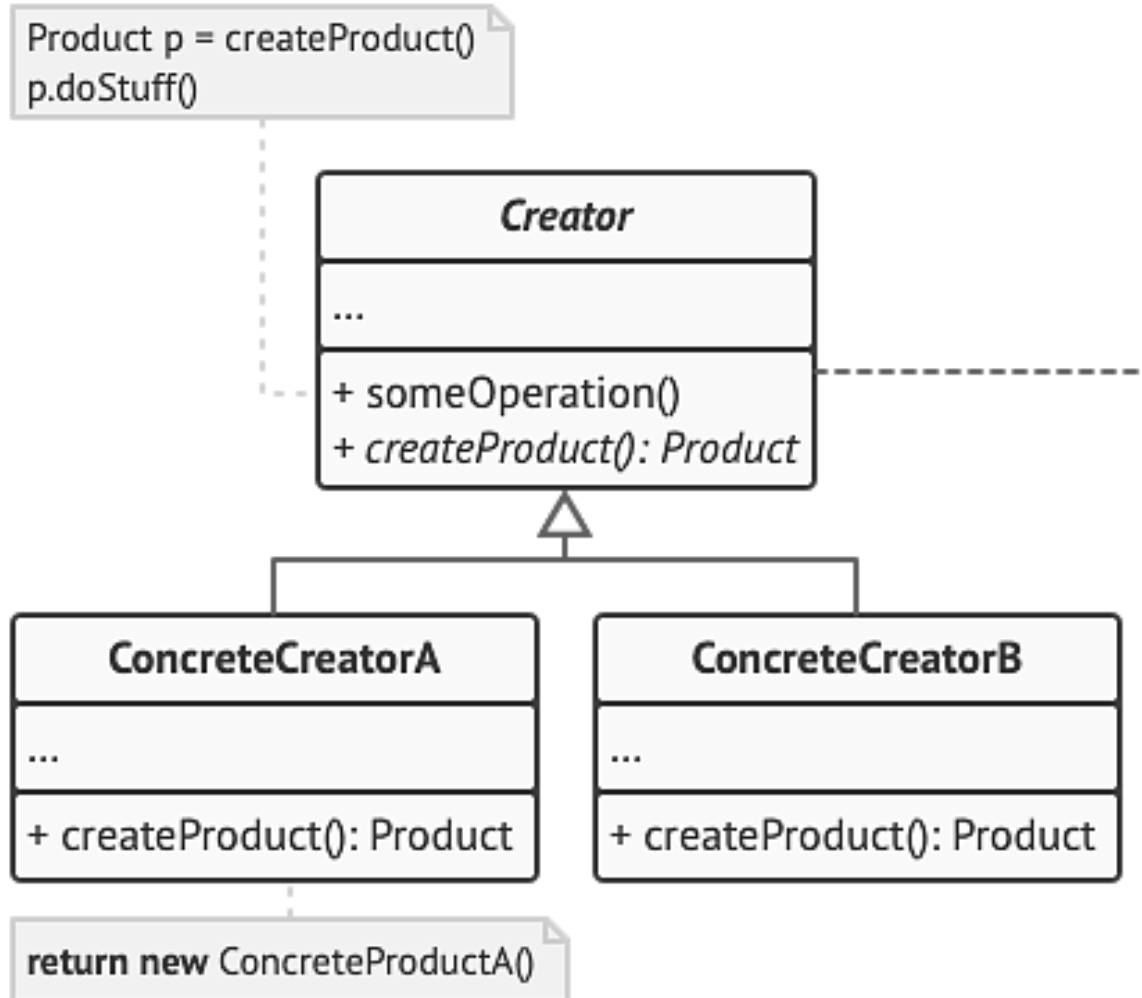 Product p = createProduct()
p.doStuff()
Creator
...
+ someOperation()
+ createProduct(): Product
ConcreteCreatorA
...
+ createProduct(): Product
ConcreteCreatorB
...
+ createProduct(): Product
return new ConcreteProductA()